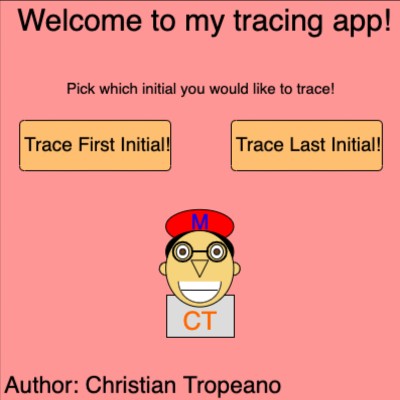 Welcome to my tracing app!
Pick which initial you would like to trace!
Trace First Initial!
Trace Last Initial!
M
CT
Author: Christian Tropeano